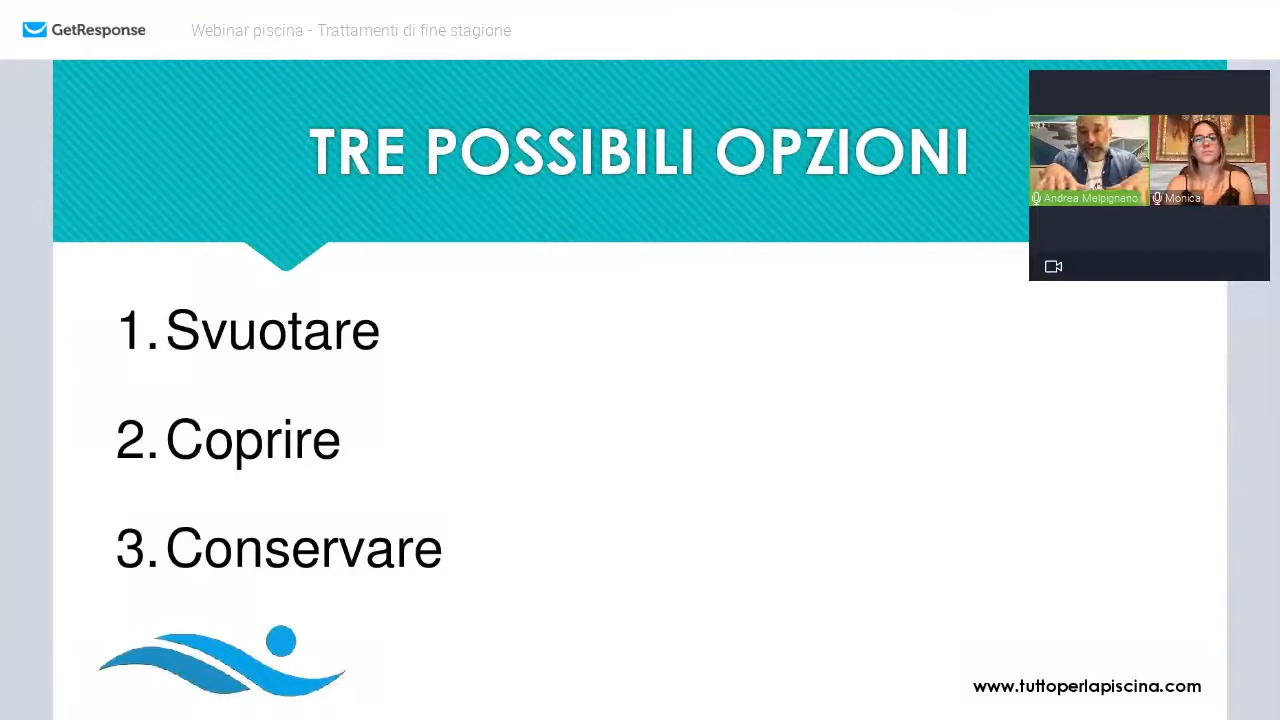 GetResponse
Webinar piscina - Trattamenti di fine stagione
TRE POSSIBILI OPZIONI
Andrea Melpignano
Monica
1. Svuotare
2. Coprire
3. Conservare
www.tuttoperlapiscina.com